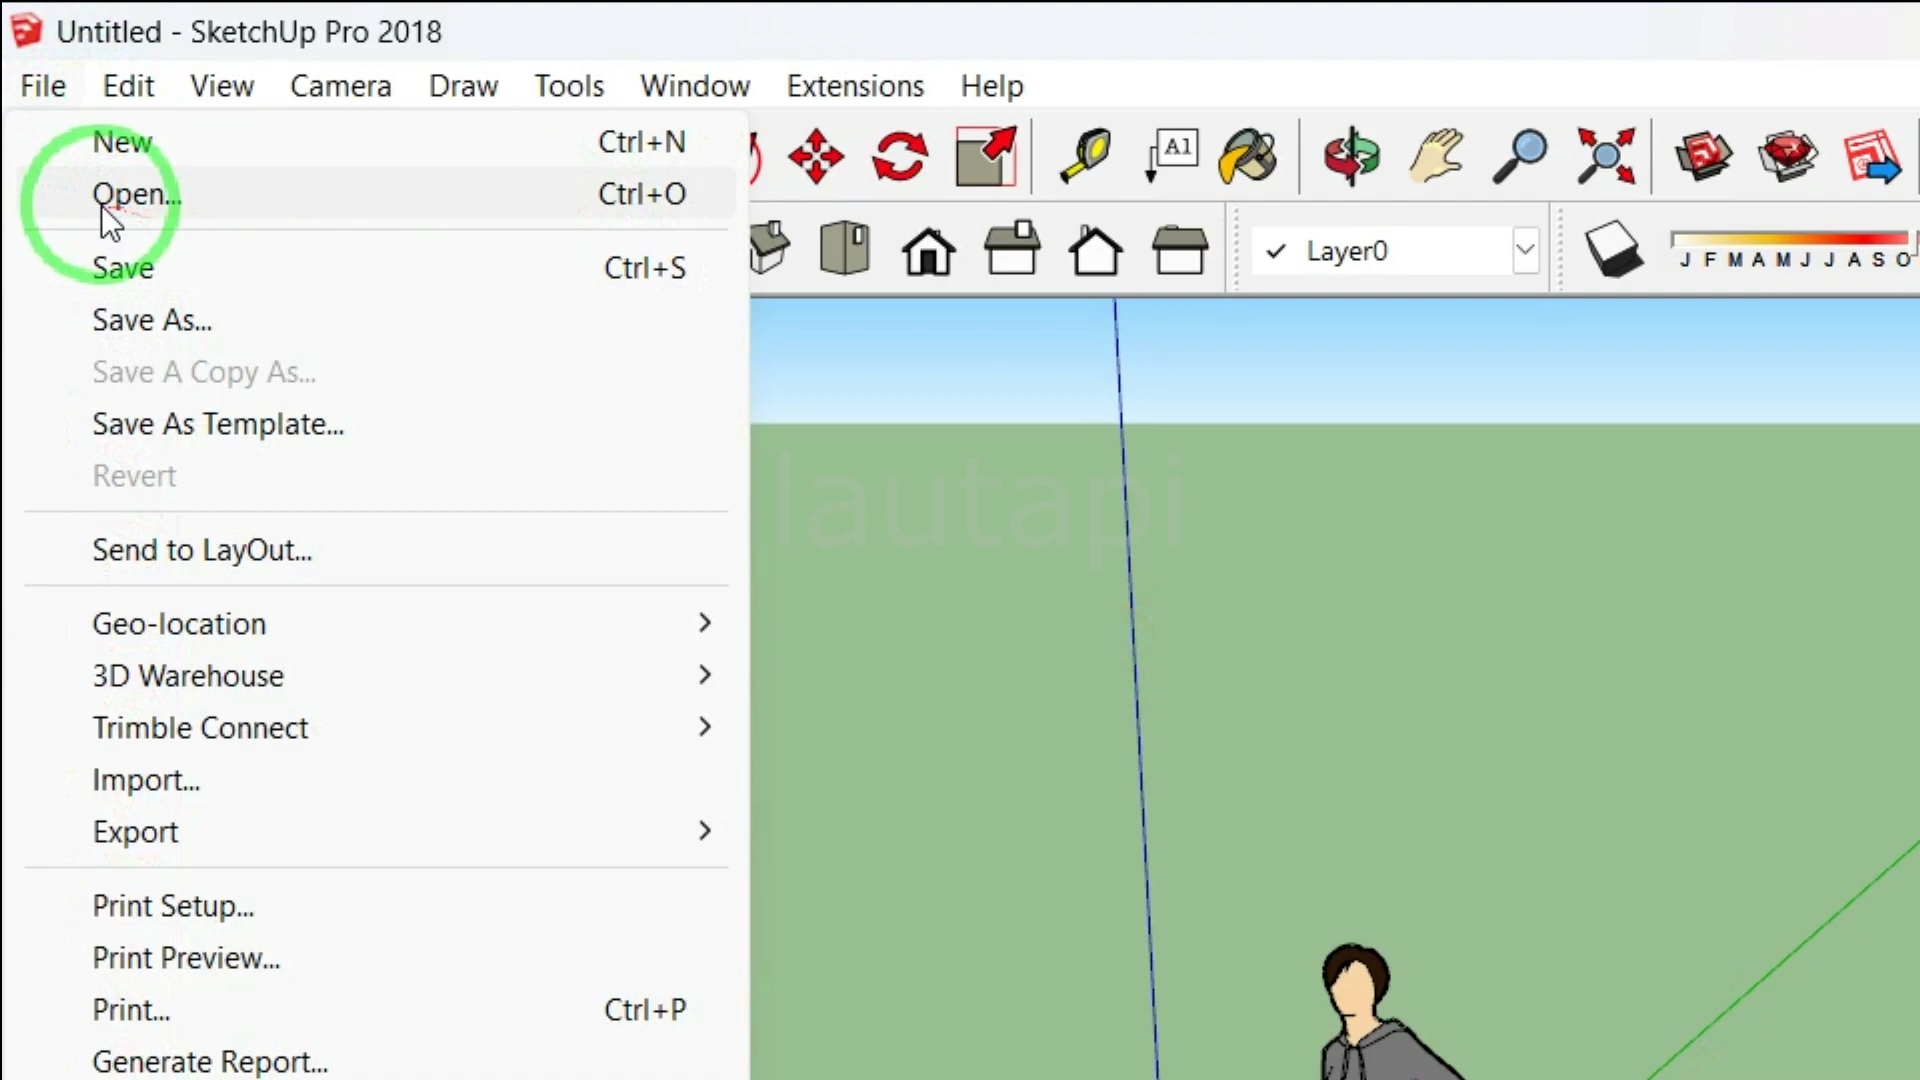 Untitled - SketchUp Pro 2018
File Edit View Camera Draw Tools Window Extensions Help
New Ctrl+N
Open... Ctrl+O
Save Ctrl+S
Save As...
Save A Copy As...
Save As Template...
Revert
Send to LayOut...
Geo-location
3D Warehouse
Trimble Connect
Import...
Export
Print Setup...
Print Preview...
Print... Ctrl+P
Generate Report...
A1
Layer0
J F M A M J J A S O
lautapi